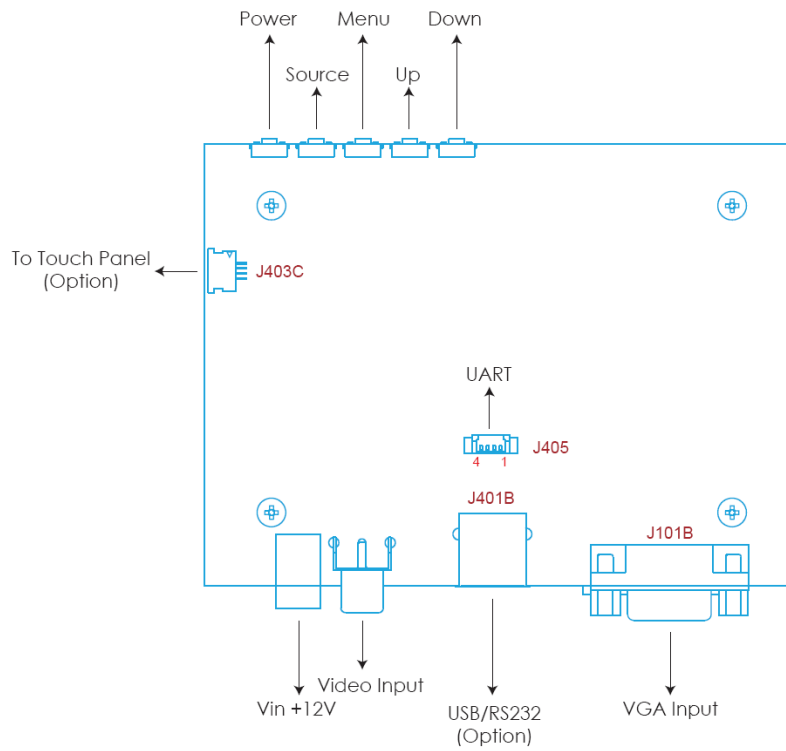 Power
Menu
Down
Source
Up
To Touch Panel
(Option)
J403C
UART
J405
4 1
J401B
J101B
Video Input
Vin +12V
USB/RS232
(Option)
VGA Input